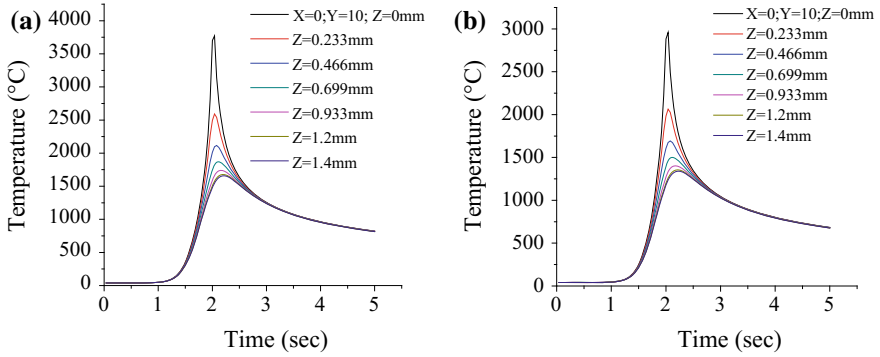 (a)
4000
3500
3000
2500
2000
1500
1000
500
0
Temperature (°C)
X=0;Y=10; Z=0mm
Z=0.233mm
Z=0.466mm
Z=0.699mm
Z=0.933mm
Z=1.2mm
Z=1.4mm
0 1 2 3 4 5
Time (sec)
(b)
3000
2500
2000
1500
1000
500
0
Temperature (°C)
X=0;Y=10;Z=0mm
Z=0.233mm
Z=0.466mm
Z=0.699mm
Z=0.933mm
Z=1.2mm
Z=1.4mm
0 1 2 3 4 5
Time (sec)